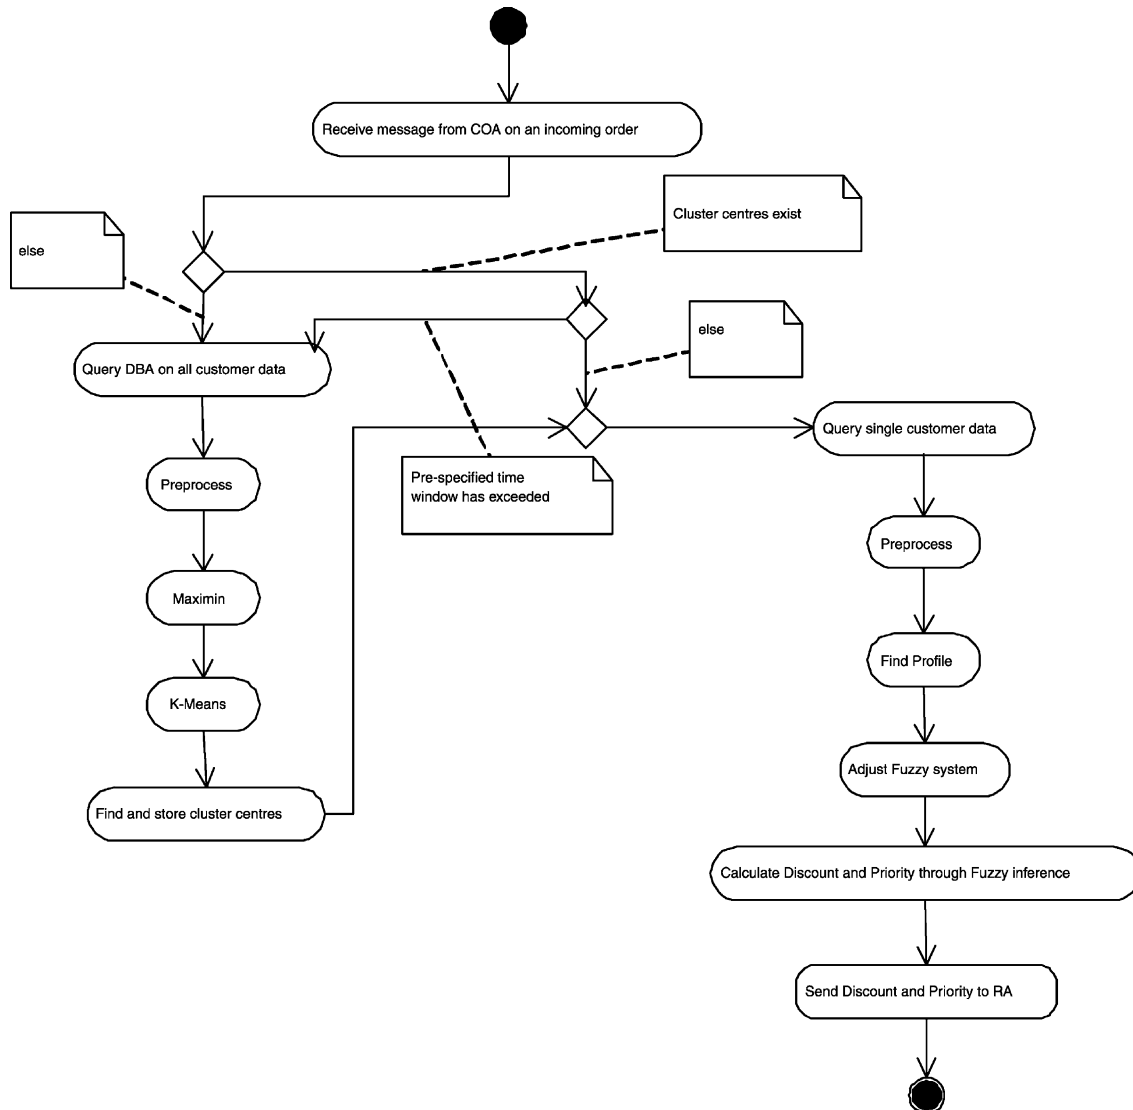 Receive message from COA on an incoming order
Cluster centres exist
else
else
Query DBA on all customer data
Query single customer data
Pre-specified time
window has exceeded
Preprocess
Preprocess
Maximin
Find Profile
K-Means
Adjust Fuzzy system
Find and store cluster centres
Calculate Discount and Priority through Fuzzy inference
Send Discount and Priority to RA